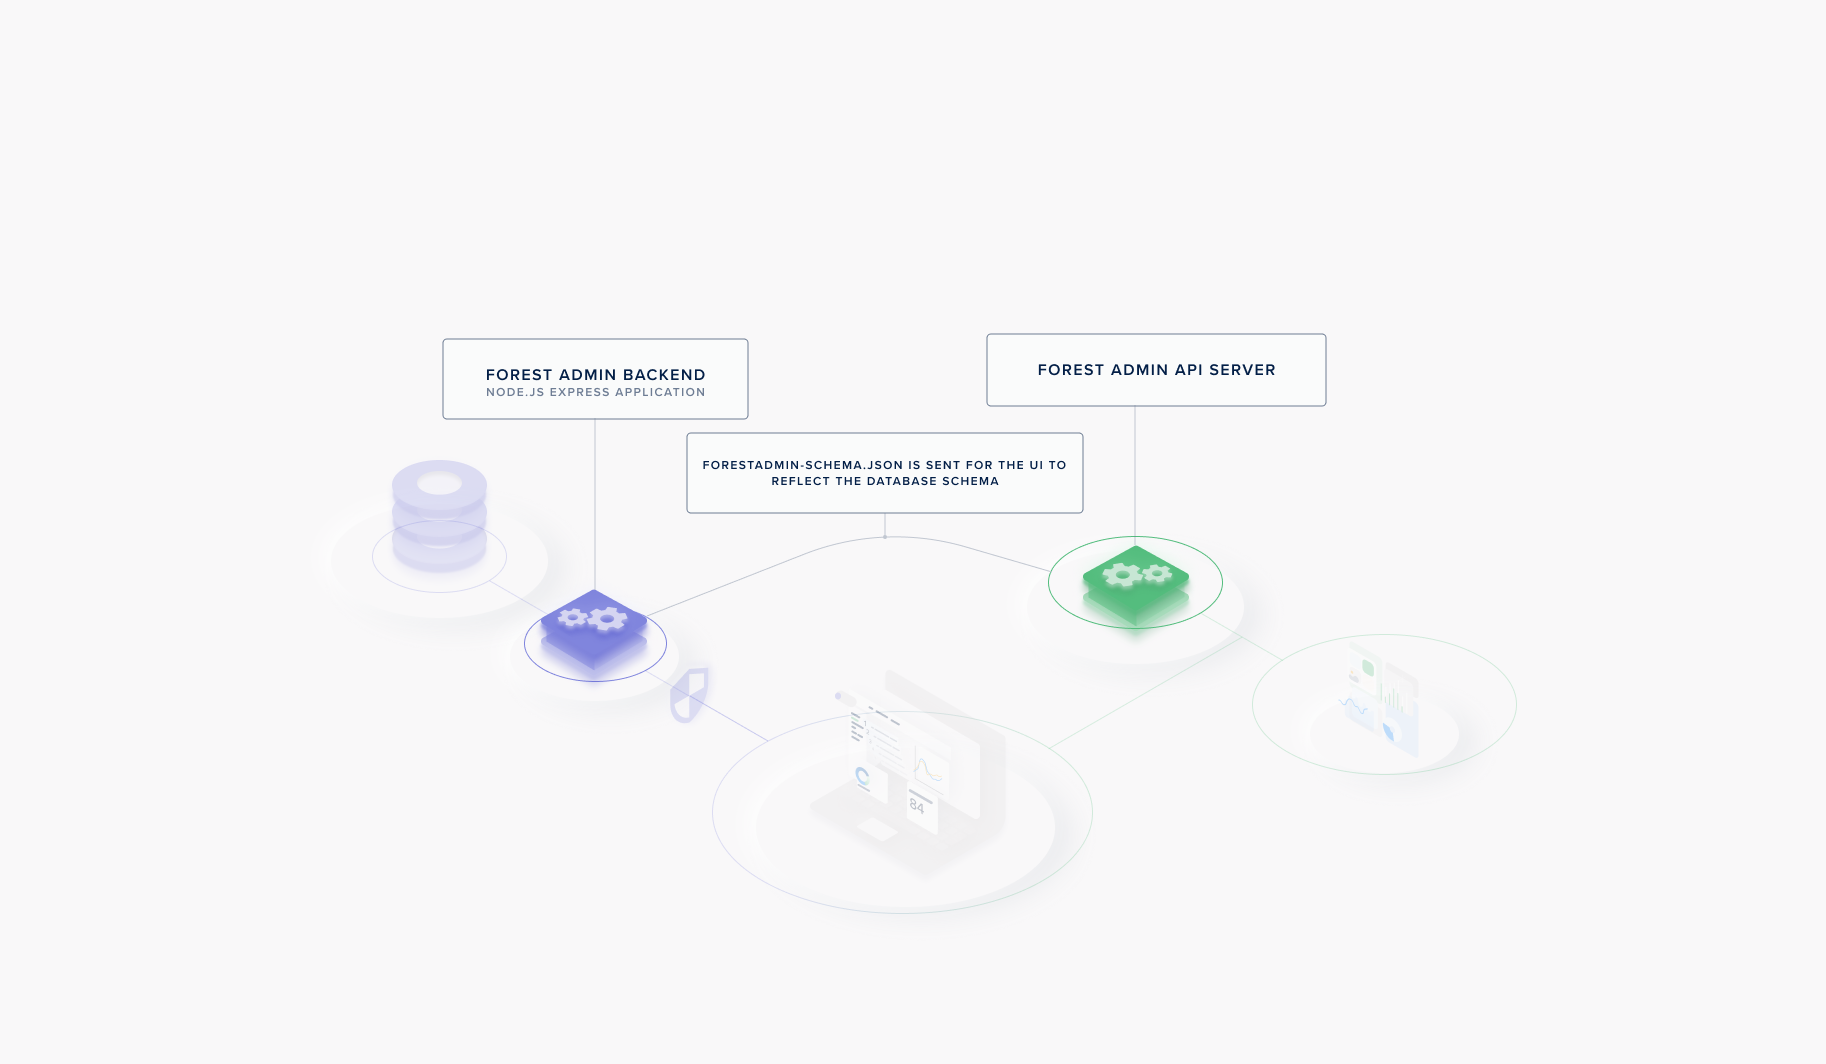 FOREST ADMIN BACKEND
NODE.JS EXPRESS APPLICATION
FOREST ADMIN API SERVER
FORESTADMIN-SCHEMA.JSON IS SENT FOR THE UI TO
REFLECT THE DATABASE SCHEMA
84